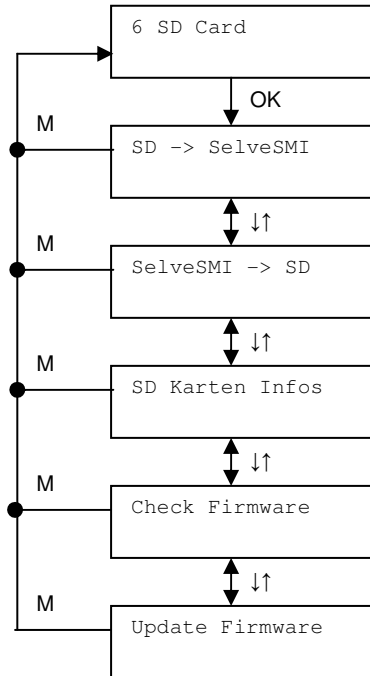 6 SD Card
OK
M
SD -> SelveSMI
↓↑
M
SelveSMI -> SD
↓↑
M
SD Karten Infos
↓↑
M
Check Firmware
↓↑
M
Update Firmware